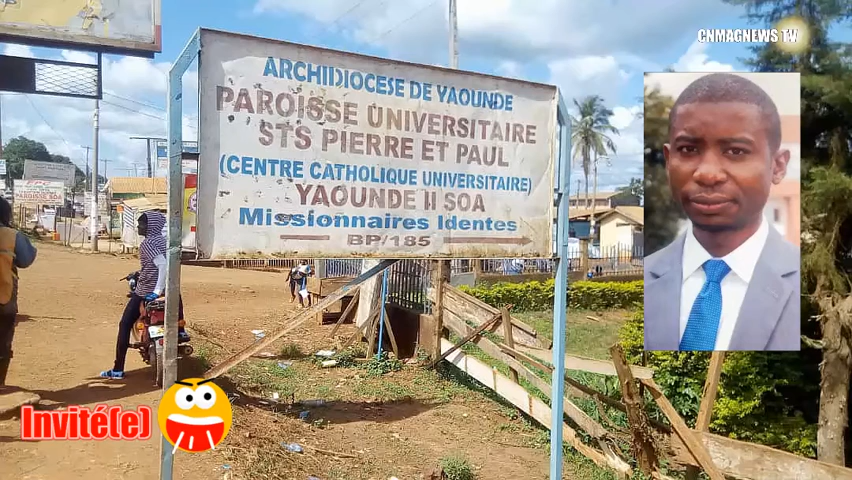 CNMAGNEWS TV
ARCHIDIOCESE DE YAOUNDE
PAROISSE UNIVERSITAIRE
STS PIERRE ET PAUL
(CENTRE CATHOLIQUE UNIVERSITAIRE)
YAOUNDE II SOA
Missionnaires Identes
BP/185
Invité(e)